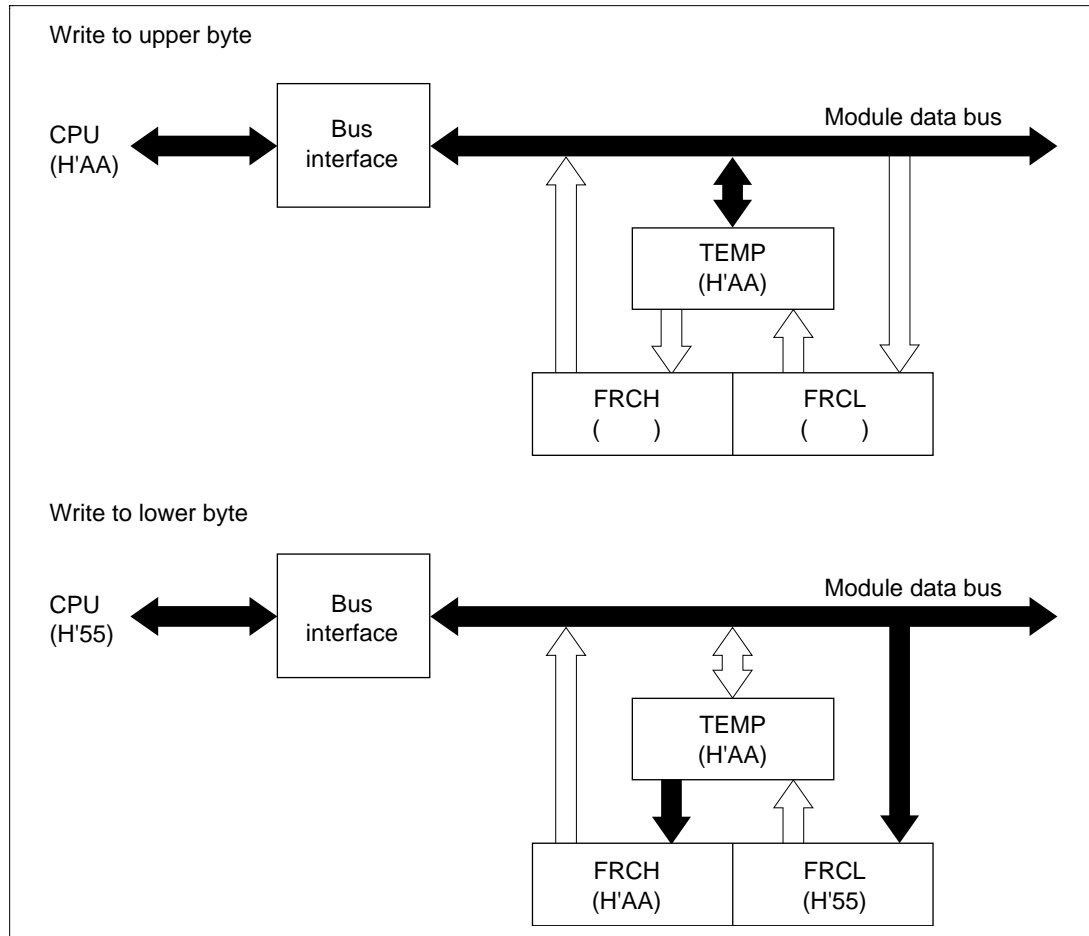 Write to upper byte
CPU
(H'AA)
Bus
interface
Module data bus
TEMP
(H'AA)
FRCH
( )
FRCL
( )
Write to lower byte
CPU
(H'55)
Bus
interface
Module data bus
TEMP
(H'AA)
FRCH
(H'AA)
FRCL
(H'55)